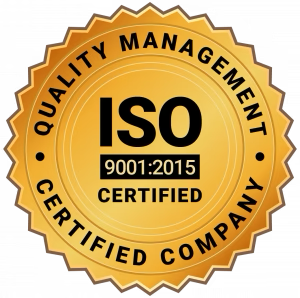 QUALITY MANAGEMENT
ISO
9001:2015
CERTIFIED
CERTIFIED COMPANY